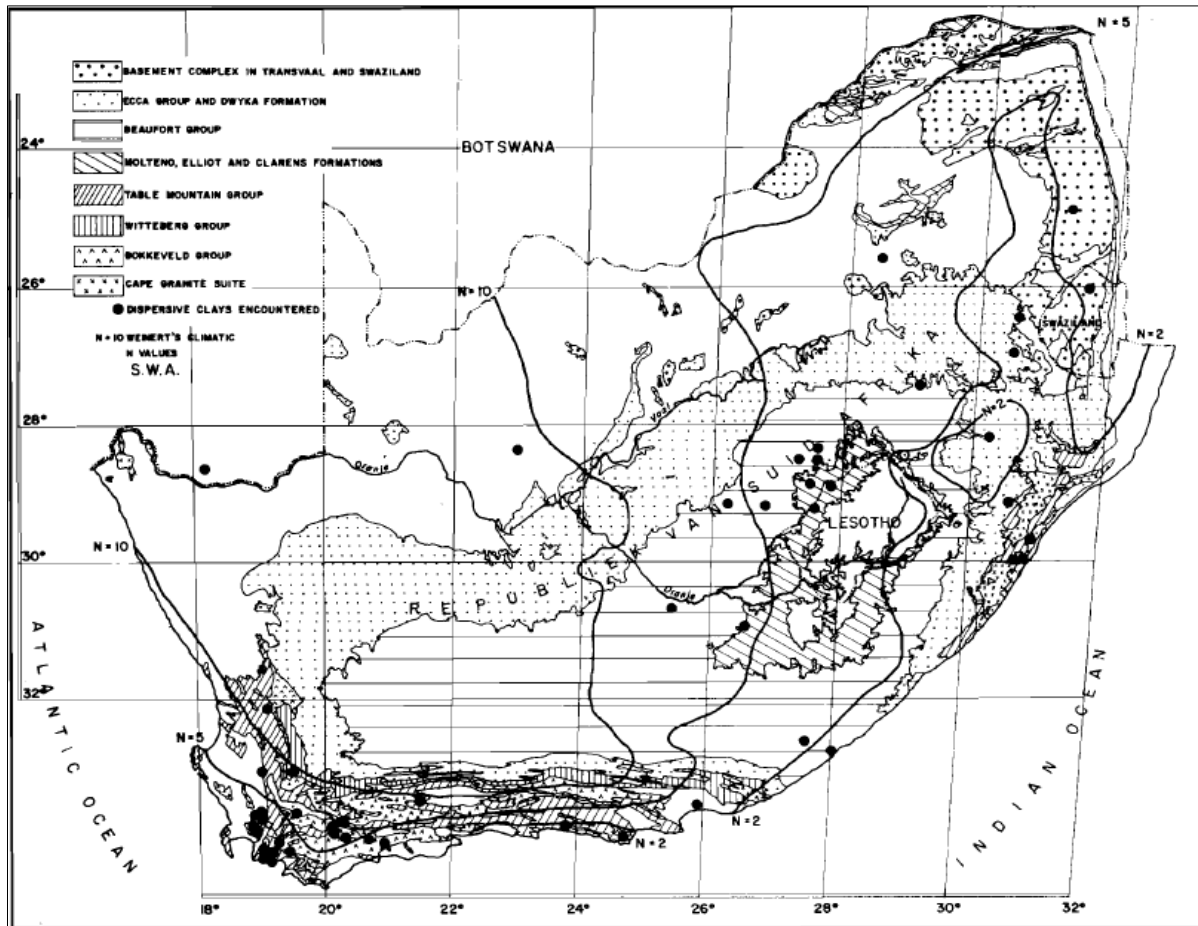 BASEMENT COMPLEX IN TRANSVAAL AND SWAZILAND
ECCA GROUP AND DWYKA FORMATION
BEAUFORT GROUP
MOLTENO, ELLIOT AND CLARENS FORMATIONS
TABLE MOUNTAIN GROUP
WITTEBERG GROUP
BOKKEVELD GROUP
CAPE GRANITE SUITE
DISPERSIVE CLAYS ENCOUNTERED
N = 10 WEINERT'S CLIMATIC
N VALUES
S.W.A.
N = 5
24°
BOTSWANA
26°
N = 10
SWAZILAND
N = 2
28°
Vaal
N=2
Oranje
LESOTHO
REPUBLIEK VAN SUID AFRIKA
N = 10
30°
Oranje
32°
N = 5
N = 2
N = 2
ATLANTIC OCEAN
INDIAN OCEAN
18° 20° 22° 24° 26° 28° 30° 32°